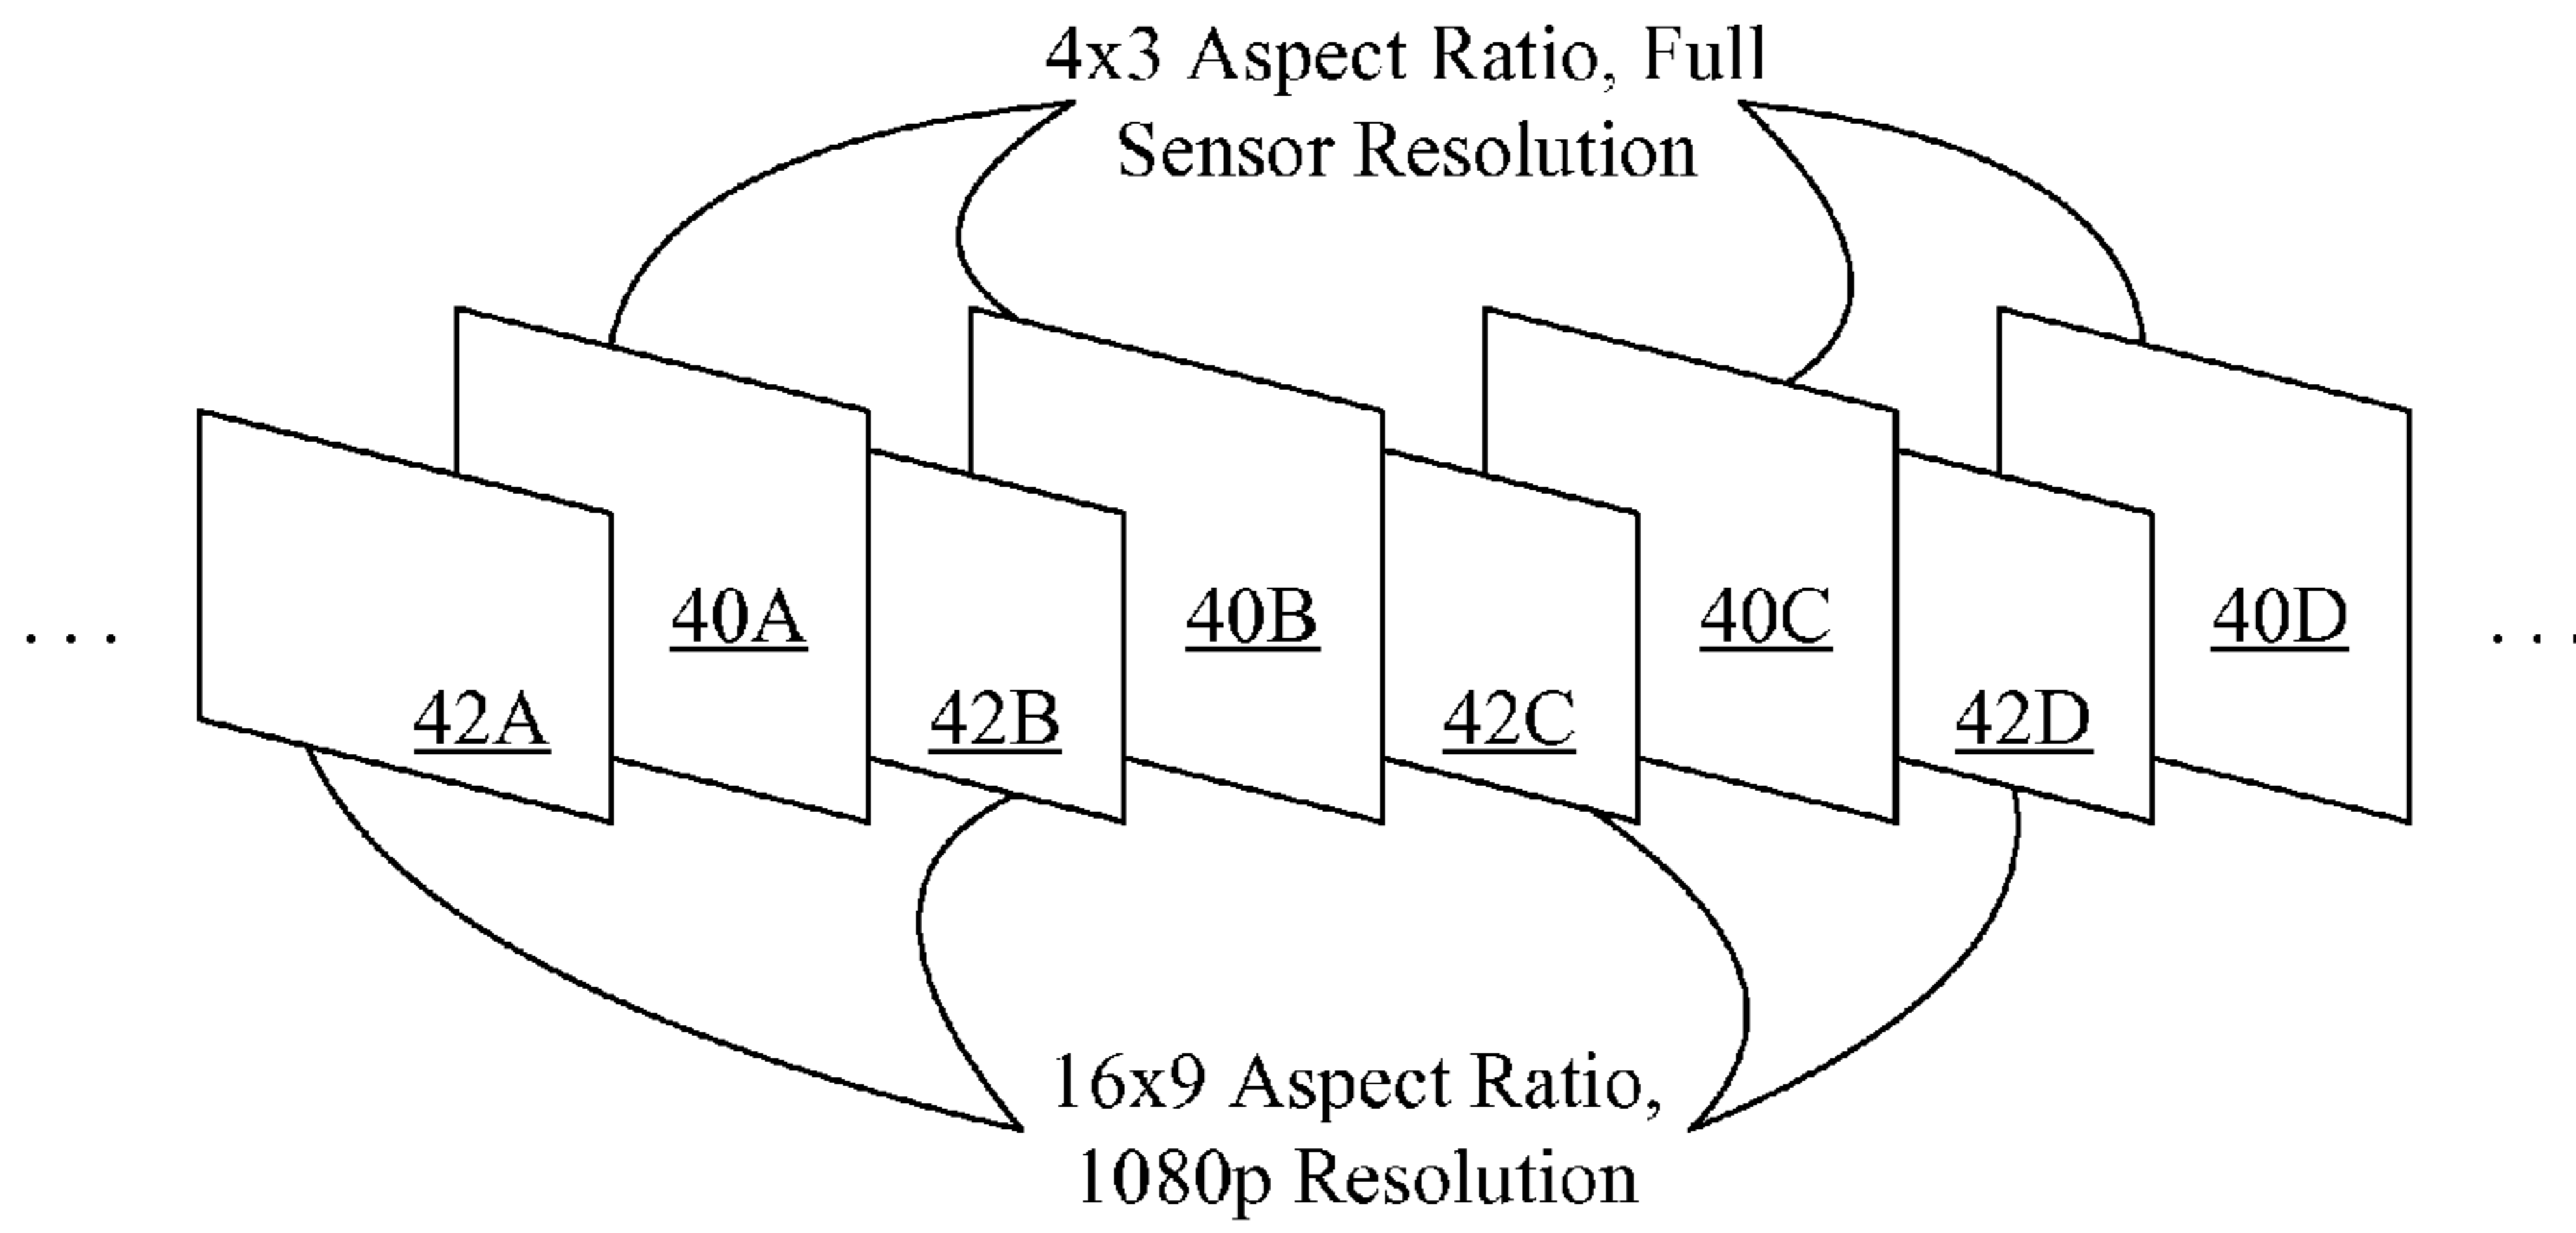 4x3 Aspect Ratio, Full
Sensor Resolution
. . .
40A
40B
40C
40D
. . .
42A
42B
42C
42D
16x9 Aspect Ratio,
1080p Resolution